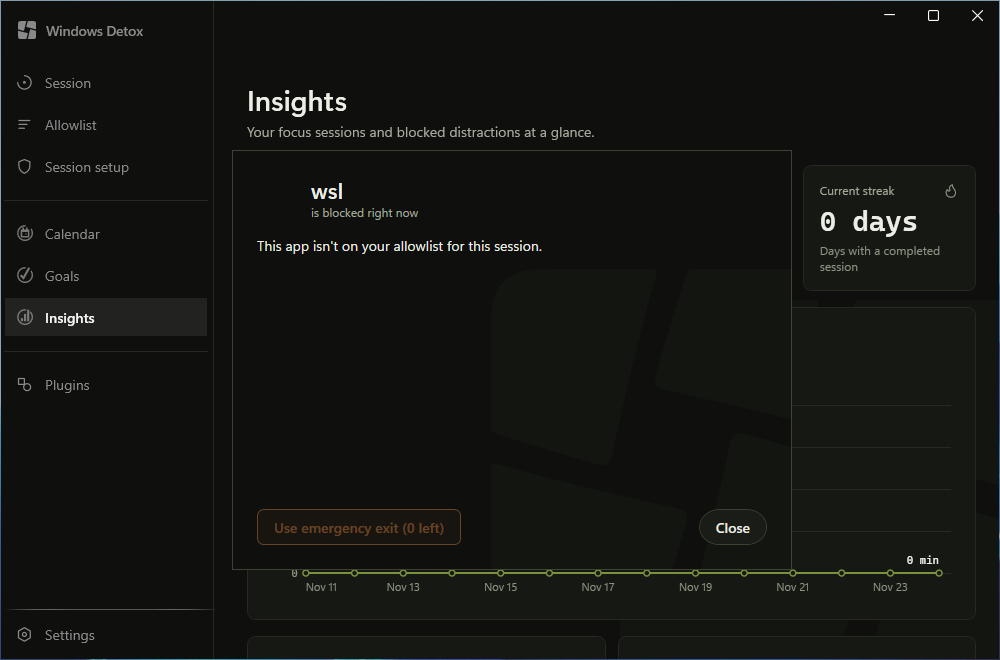 Windows Detox
Session
Allowlist
Session setup
Calendar
Goals
Insights
Plugins
Settings
Insights
Your focus sessions and blocked distractions at a glance.
wsl
is blocked right now
This app isn't on your allowlist for this session.
Use emergency exit (0 left)
Close
Current streak
0 days
Days with a completed
session
0 min
0
Nov 11 Nov 13 Nov 15 Nov 17 Nov 19 Nov 21 Nov 23